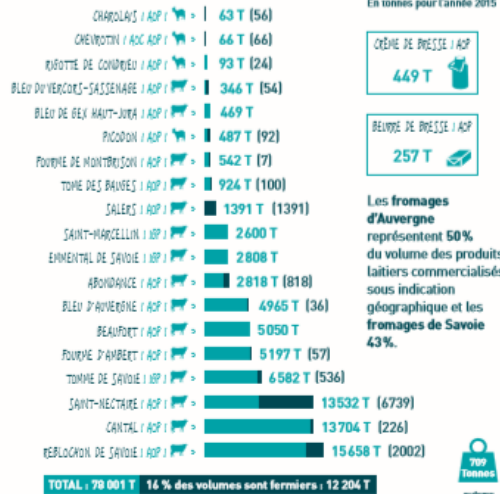 En tonnes pour l'année 2015
CHAROLAIS | AOP | > 63 T (56)
CHEVROTIN | AOC AOP | > 66 T (66)
RIGOTTE DE CONDRIEU | AOP | > 93 T (24)
BLEU DU VERCORS-SASSENAGE | AOP | > 346 T (54)
BLEU DE GEX HAUT-JURA | AOP | > 469 T
PICODON | AOP | > 487 T (92)
FOURME DE MONTBRISON | AOP | > 542 T (7)
TOME DES BAUGES | AOP | > 924 T (100)
SALERS | AOP | > 1391 T (1391)
SAINT-MARCELLIN | IGP | > 2600 T
EMMENTAL DE SAVOIE | IGP | > 2808 T
ABONDANCE | AOP | > 2818 T (818)
BLEU D'AUVERGNE | AOP | > 4965 T (36)
BEAUFORT | AOP | > 5050 T
FOURME D'AMBERT | AOP | > 5197 T (57)
TOMME DE SAVOIE | IGP | > 6582 T (536)
SAINT-NECTAIRE | AOP | > 13532 T (6739)
CANTAL | AOP | > 13704 T (226)
REBLOCHON DE SAVOIE | AOP | > 15658 T (2002)
TOTAL : 78 001 T 16 % des volumes sont fermiers : 12 204 T
CRÈME DE BRESSE | AOP
449 T
BEURRE DE BRESSE | AOP
257 T
Les fromages
d'Auvergne
représentent 50%
du volume des produits
laitiers commercialisés
sous indication
géographique et les
fromages de Savoie
43%.
709
Tonnes